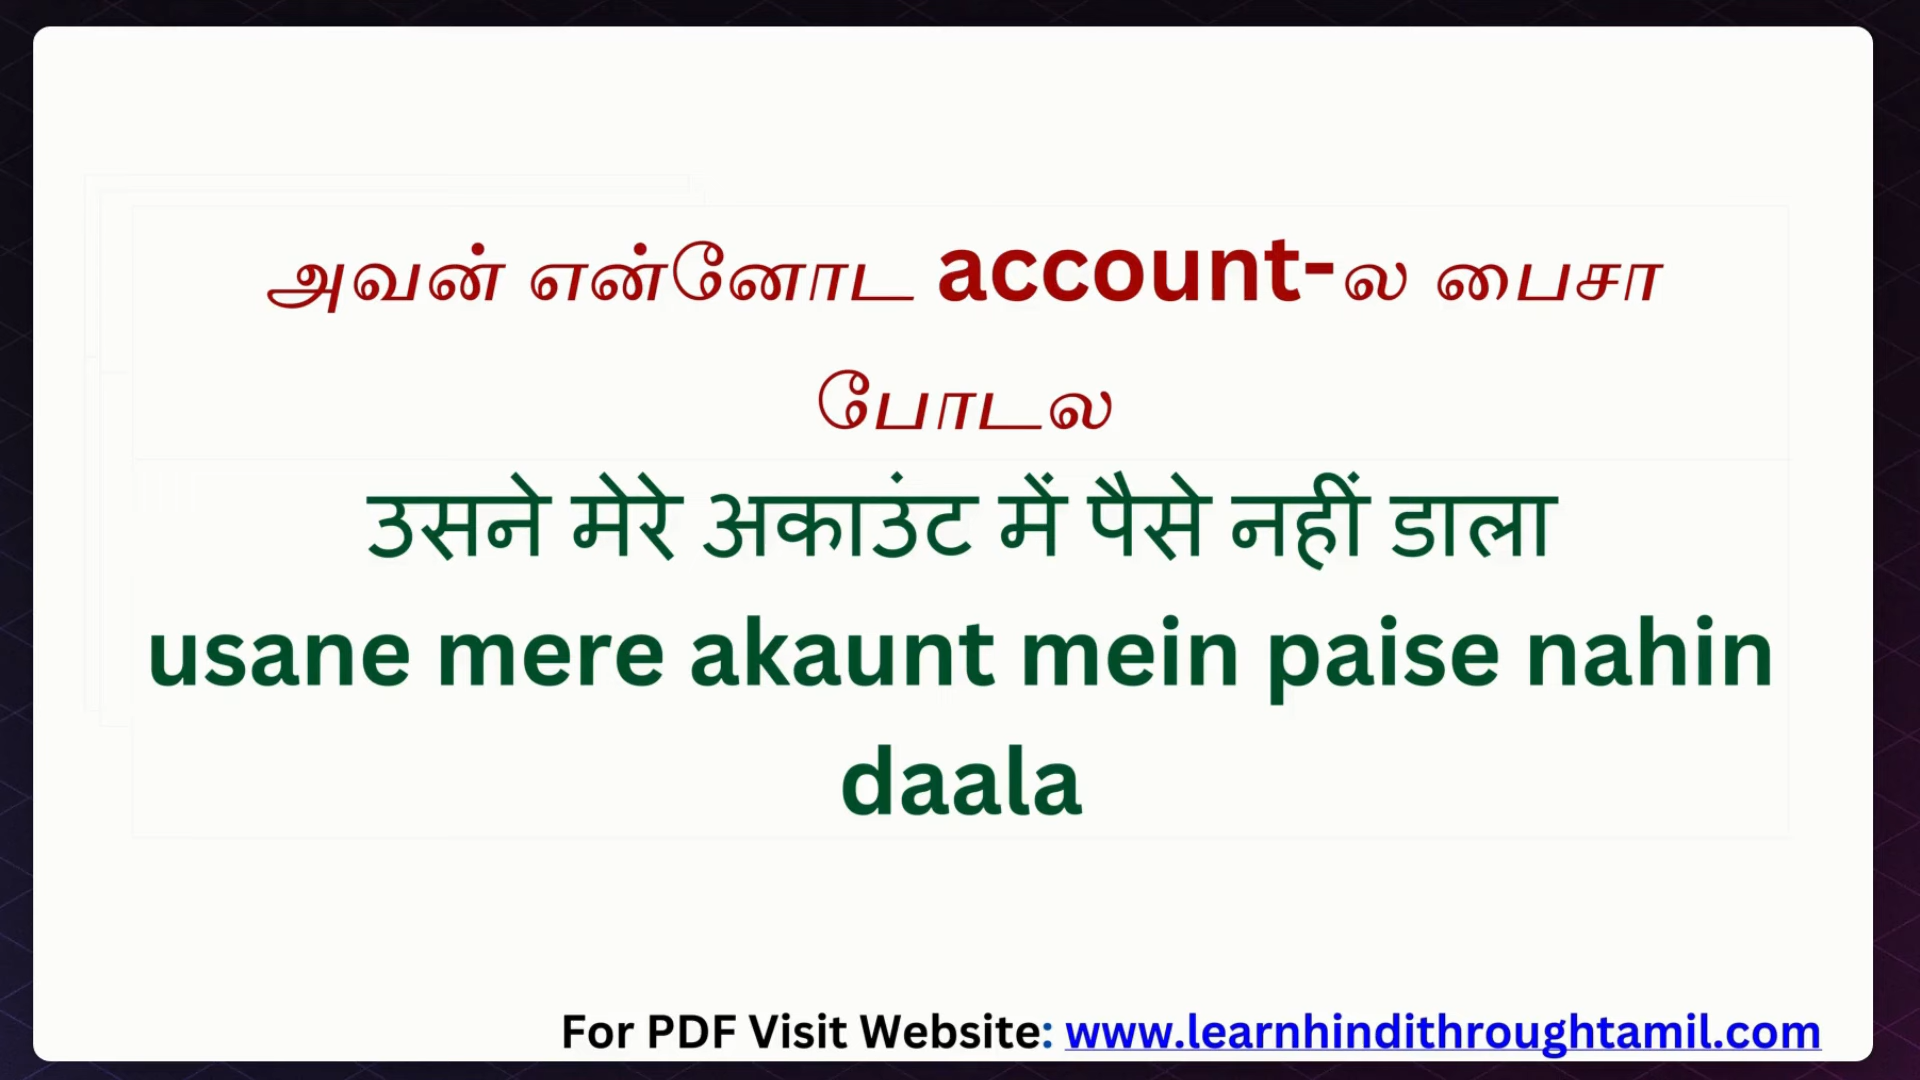 அவன் என்னோட account-ல பைசா
போடல
उसने मेरे अकाउंट में पैसे नहीं डाला
usane mere akaunt mein paise nahin
daala
For PDF Visit Website: www.learnhindithroughtamil.com